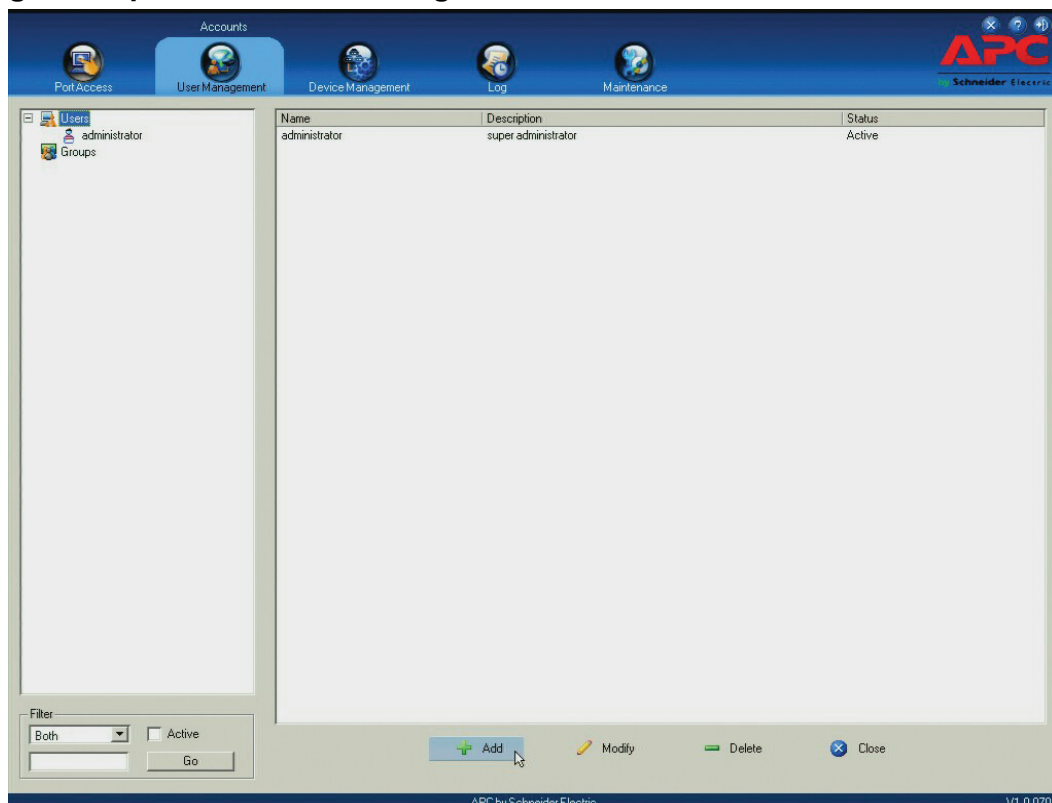 Accounts
Port Access
User Management
Device Management
Log
Maintenance
APC
by Schneider Electric
Users
administrator
Groups
Name Description Status
administrator super administrator Active
Filter
Both
Active
Go
Add
Modify
Delete
Close
APC by Schneider Electric
V1.0.070